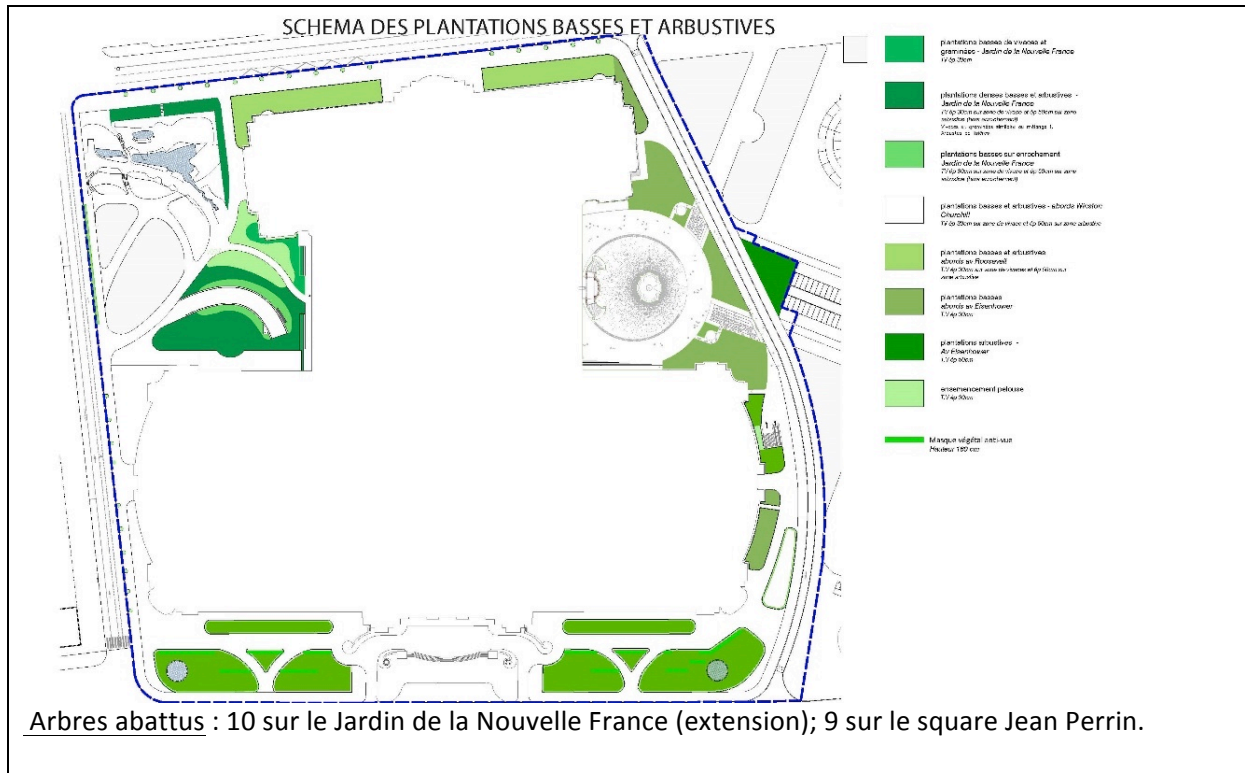 SCHEMA DES PLANTATIONS BASSES ET ARBUSTIVES
plantations basses de vivaces et
graminées - Jardin de la Nouvelle France
plantations denses basses et arbustives -
Jardin de la Nouvelle France
plantations basses sur enrochement
Jardin de la Nouvelle France
plantations basses et arbustives - abords Winston
Churchill
plantations basses et arbustives
abords av Roosevelt
plantations basses
abords av Eisenhower
plantations arbustives -
Av Eisenhower
ensemencement pelouse
Masque végétal anti-vue
Hauteur 160 cm
Arbres abattus : 10 sur le Jardin de la Nouvelle France (extension); 9 sur le square Jean Perrin.